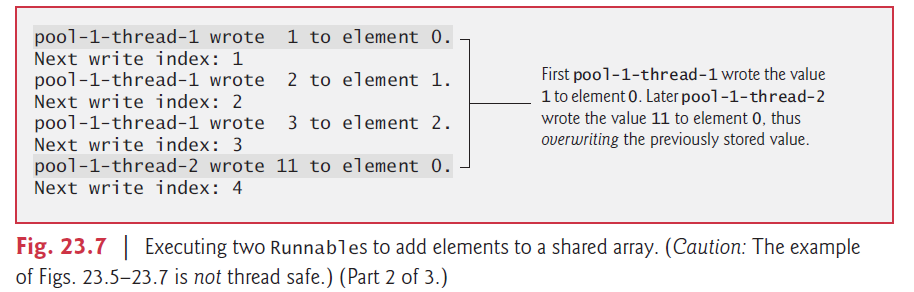 pool-1-thread-1 wrote  1 to element 0.
Next write index: 1
pool-1-thread-1 wrote  2 to element 1.
Next write index: 2
pool-1-thread-1 wrote  3 to element 2.
Next write index: 3
pool-1-thread-2 wrote 11 to element 0.
Next write index: 4
First pool-1-thread-1 wrote the value
1 to element 0. Later pool-1-thread-2
wrote the value 11 to element 0, thus
overwriting the previously stored value.
Fig. 23.7 | Executing two Runnables to add elements to a shared array. (Caution: The example
of Figs. 23.5–23.7 is not thread safe.) (Part 2 of 3.)